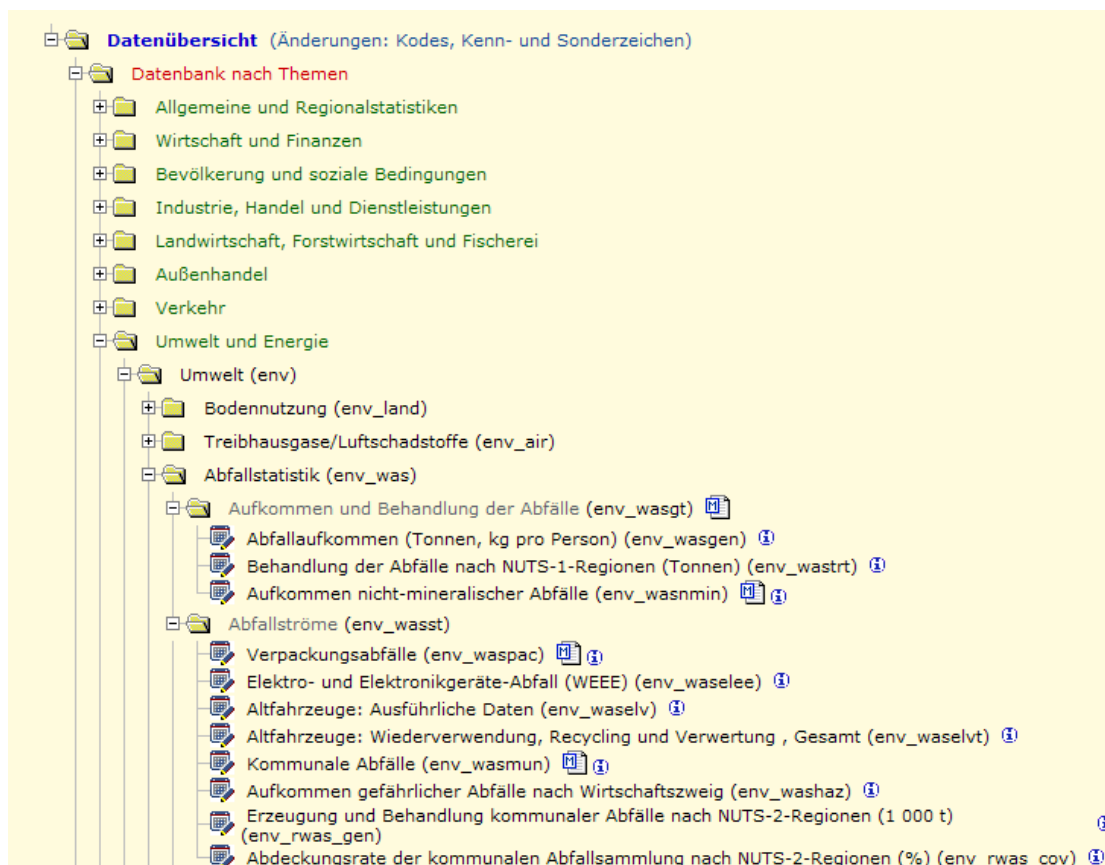 Datenübersicht (Änderungen: Kodes, Kenn- und Sonderzeichen)
Datenbank nach Themen
Allgemeine und Regionalstatistiken
Wirtschaft und Finanzen
Bevölkerung und soziale Bedingungen
Industrie, Handel und Dienstleistungen
Landwirtschaft, Forstwirtschaft und Fischerei
Außenhandel
Verkehr
Umwelt und Energie
Umwelt (env)
Bodennutzung (env_land)
Treibhausgase/Luftschadstoffe (env_air)
Abfallstatistik (env_was)
Aufkommen und Behandlung der Abfälle (env_wasgt) M
Abfallaufkommen (Tonnen, kg pro Person) (env_wasgen) i
Behandlung der Abfälle nach NUTS-1-Regionen (Tonnen) (env_wastrt) i
Aufkommen nicht-mineralischer Abfälle (env_wasnmin) M i
Abfallströme (env_wasst)
Verpackungsabfälle (env_waspac) M i
Elektro- und Elektronikgeräte-Abfall (WEEE) (env_waselee) i
Altfahrzeuge: Ausführliche Daten (env_waselv) i
Altfahrzeuge: Wiederverwendung, Recycling und Verwertung , Gesamt (env_waselvt) i
Kommunale Abfälle (env_wasmun) M i
Aufkommen gefährlicher Abfälle nach Wirtschaftszweig (env_washaz) i
Erzeugung und Behandlung kommunaler Abfälle nach NUTS-2-Regionen (1 000 t)
(env_rwas_gen) i
Abdeckungsrate der kommunalen Abfallsammlung nach NUTS-2-Regionen (%) (env_rwas_cov) i